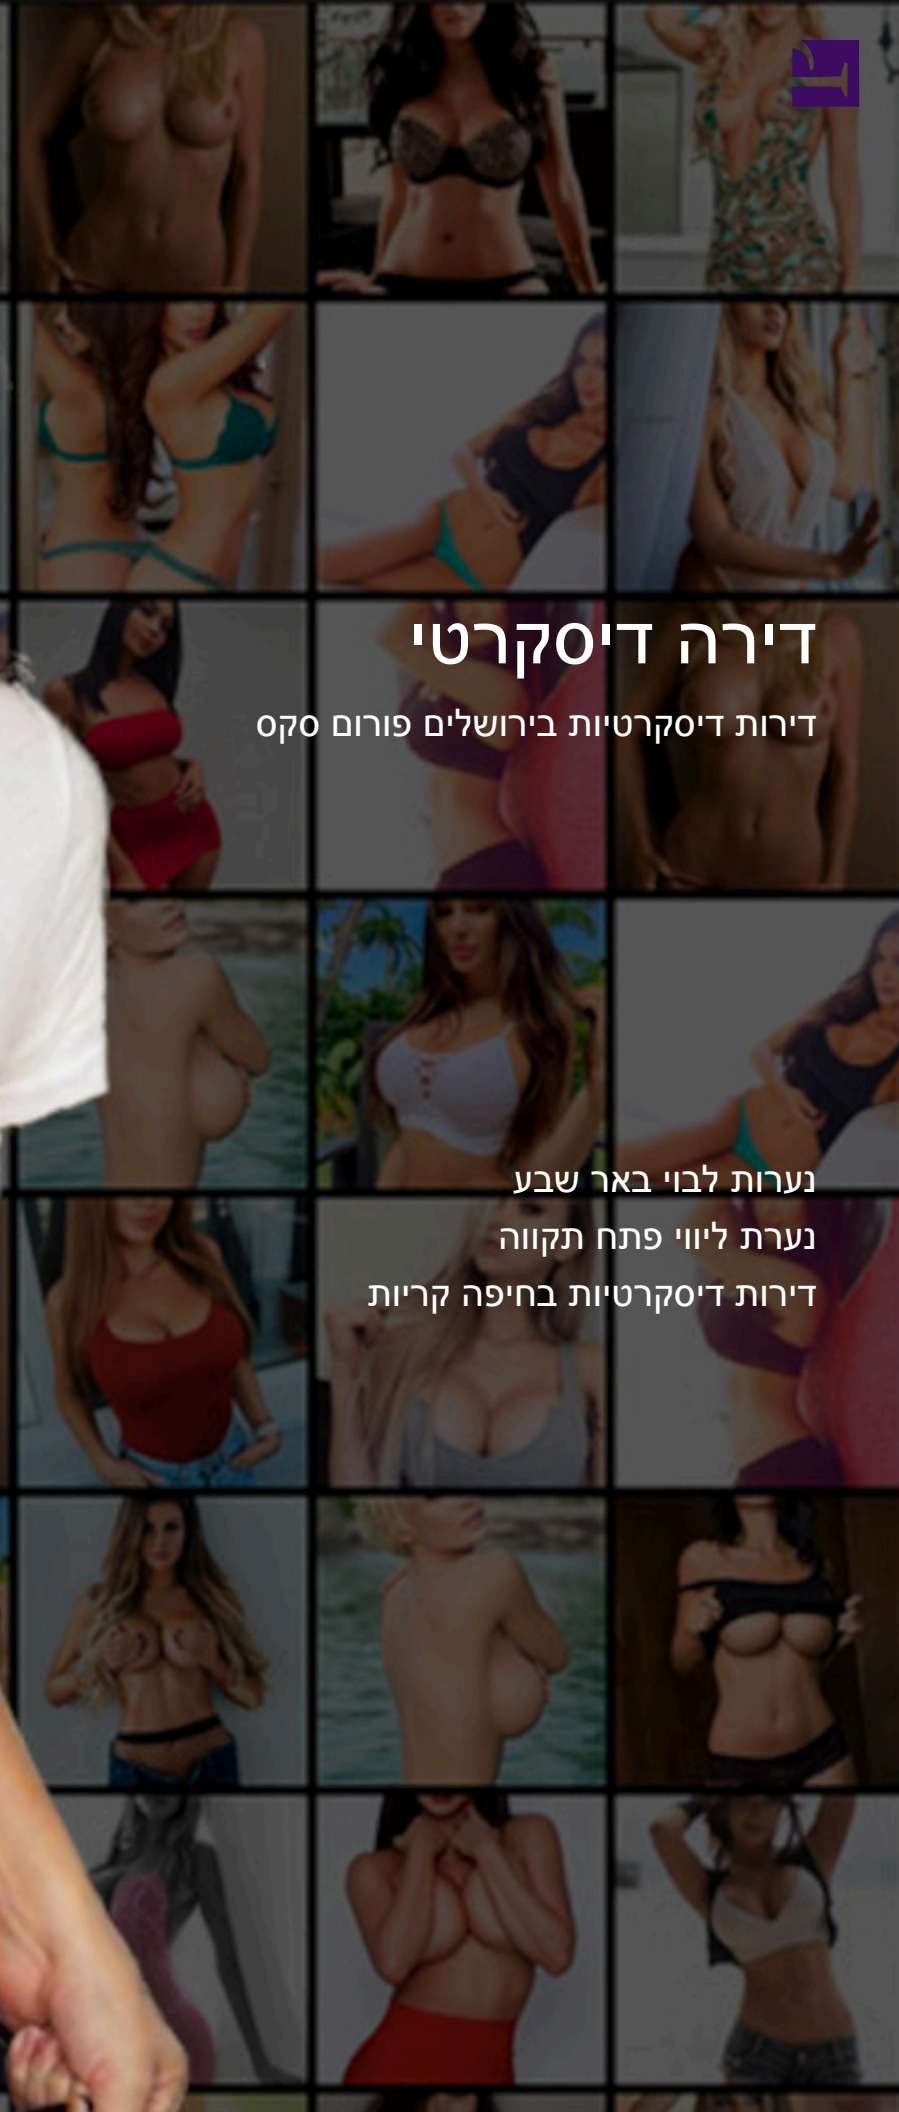 דירה דיסקרטי
דירות דיסקרטיות בירושלים פורום סקס
נערות לבוי באר שבע
נערת ליווי פתח תקווה
דירות דיסקרטיות בחיפה קריות